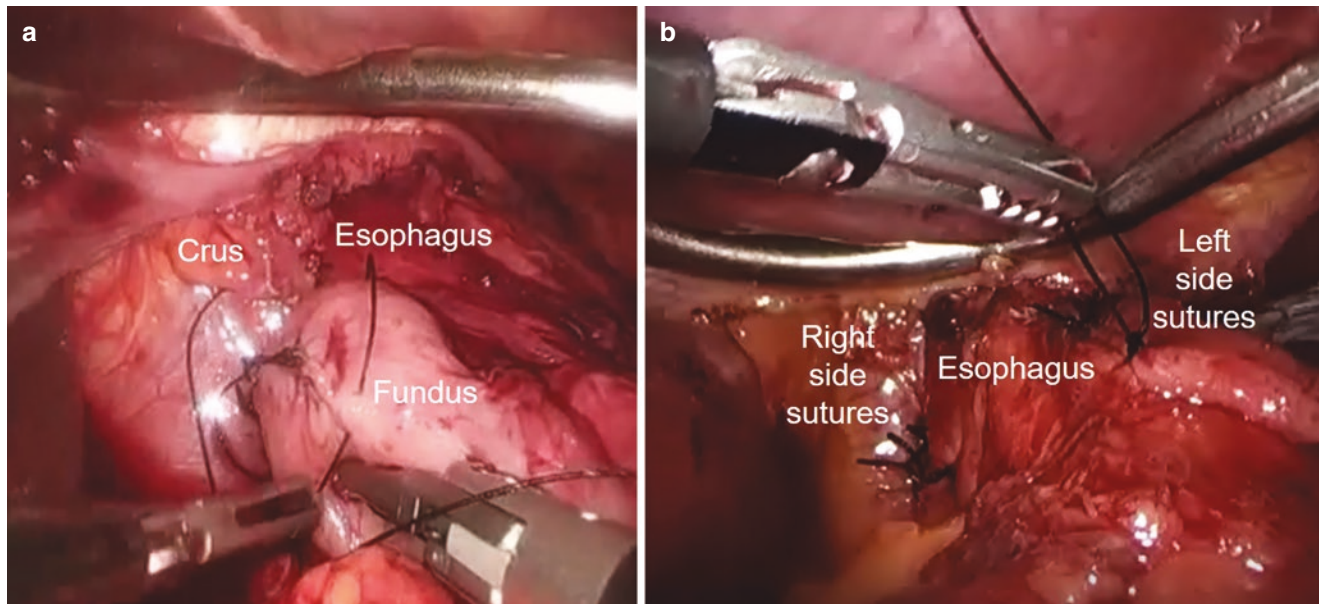 a
Crus
Esophagus
Fundus
b
Left
side
sutures
Right
side
sutures
Esophagus